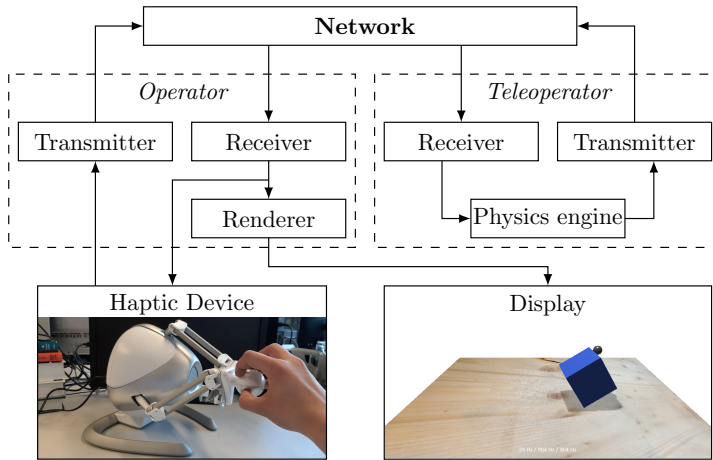 Network
Operator
Teleoperator
Transmitter
Receiver
Receiver
Transmitter
Renderer
Physics engine
Haptic Device
Display